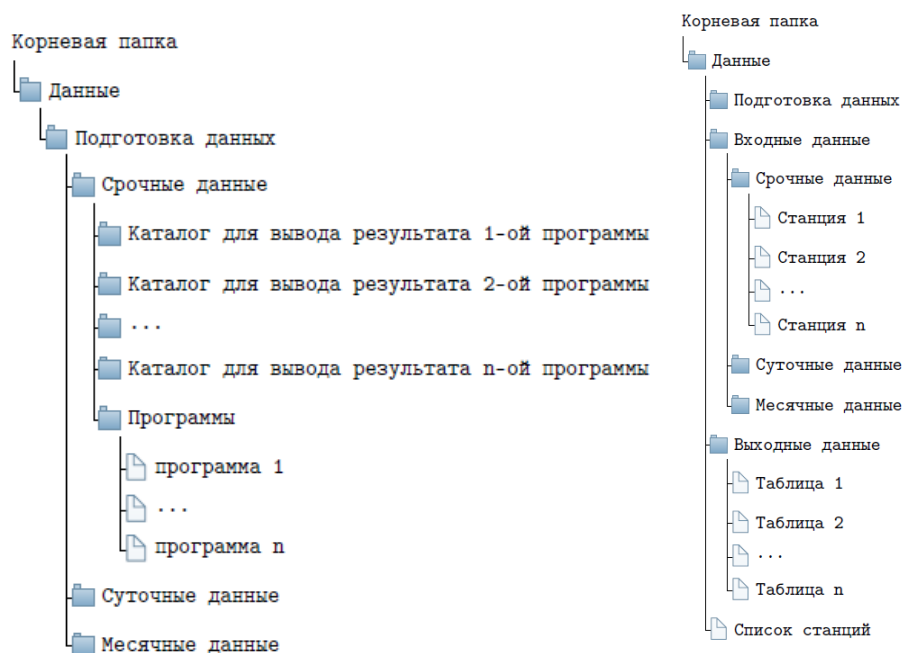 Корневая папка
Данные
Подготовка данных
Срочные данные
Каталог для вывода результата 1-ой программы
Каталог для вывода результата 2-ой программы
...
Каталог для вывода результата n-ой программы
Программы
программа 1
...
программа n
Суточные данные
Месячные данные
Корневая папка
Данные
Подготовка данных
Входные данные
Срочные данные
Станция 1
Станция 2
...
Станция n
Суточные данные
Месячные данные
Выходные данные
Таблица 1
Таблица 2
...
Таблица n
Список станций